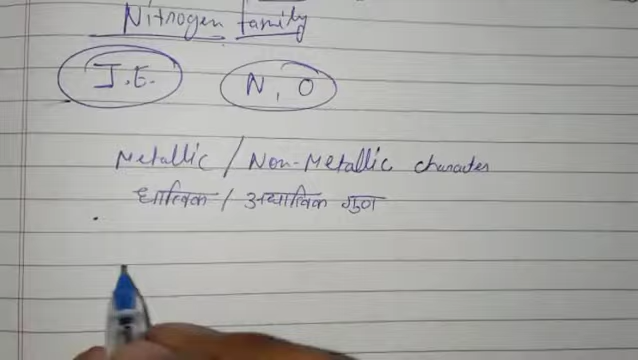 Nitrogen family
I.E. N, O
Metallic / Non-Metallic character
धात्विक / अधात्विक गुण